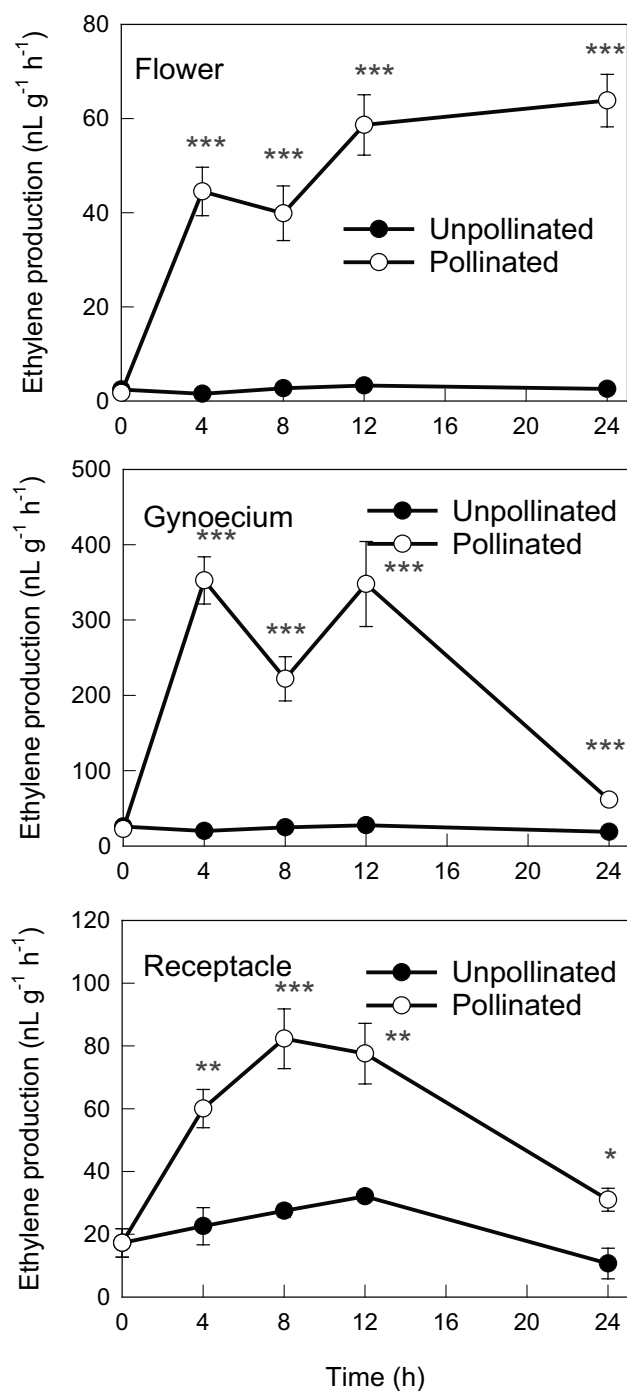 80
Flower
***
***
60
***
***
40
Unpollinated
Pollinated
20
0
0 4 8 12 16 20 24
Ethylene production (nL g⁻¹ h⁻¹)
500
Gynoecium
Unpollinated
Pollinated
***
400
***
300
***
200
***
100
0
0 4 8 12 16 20 24
Ethylene production (nL g⁻¹ h⁻¹)
120
Receptacle
Unpollinated
Pollinated
100
***
**
80
**
60
40
*
20
0
0 4 8 12 16 20 24
Ethylene production (nL g⁻¹ h⁻¹)
Time (h)